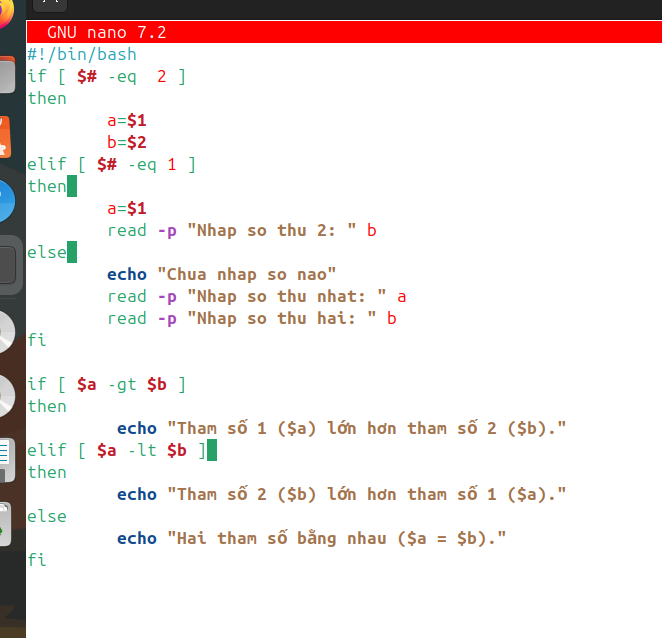 GNU nano 7.2
#!/bin/bash
if [ $# -eq  2 ]
then
        a=$1
        b=$2
elif [ $# -eq 1 ]
then
        a=$1
        read -p "Nhap so thu 2: " b
else
        echo "Chua nhap so nao"
        read -p "Nhap so thu nhat: " a
        read -p "Nhap so thu hai: " b
fi

if [ $a -gt $b ]
then
         echo "Tham số 1 ($a) lớn hơn tham số 2 ($b)."
elif [ $a -lt $b ]
then
         echo "Tham số 2 ($b) lớn hơn tham số 1 ($a)."
else
         echo "Hai tham số bằng nhau ($a = $b)."
fi